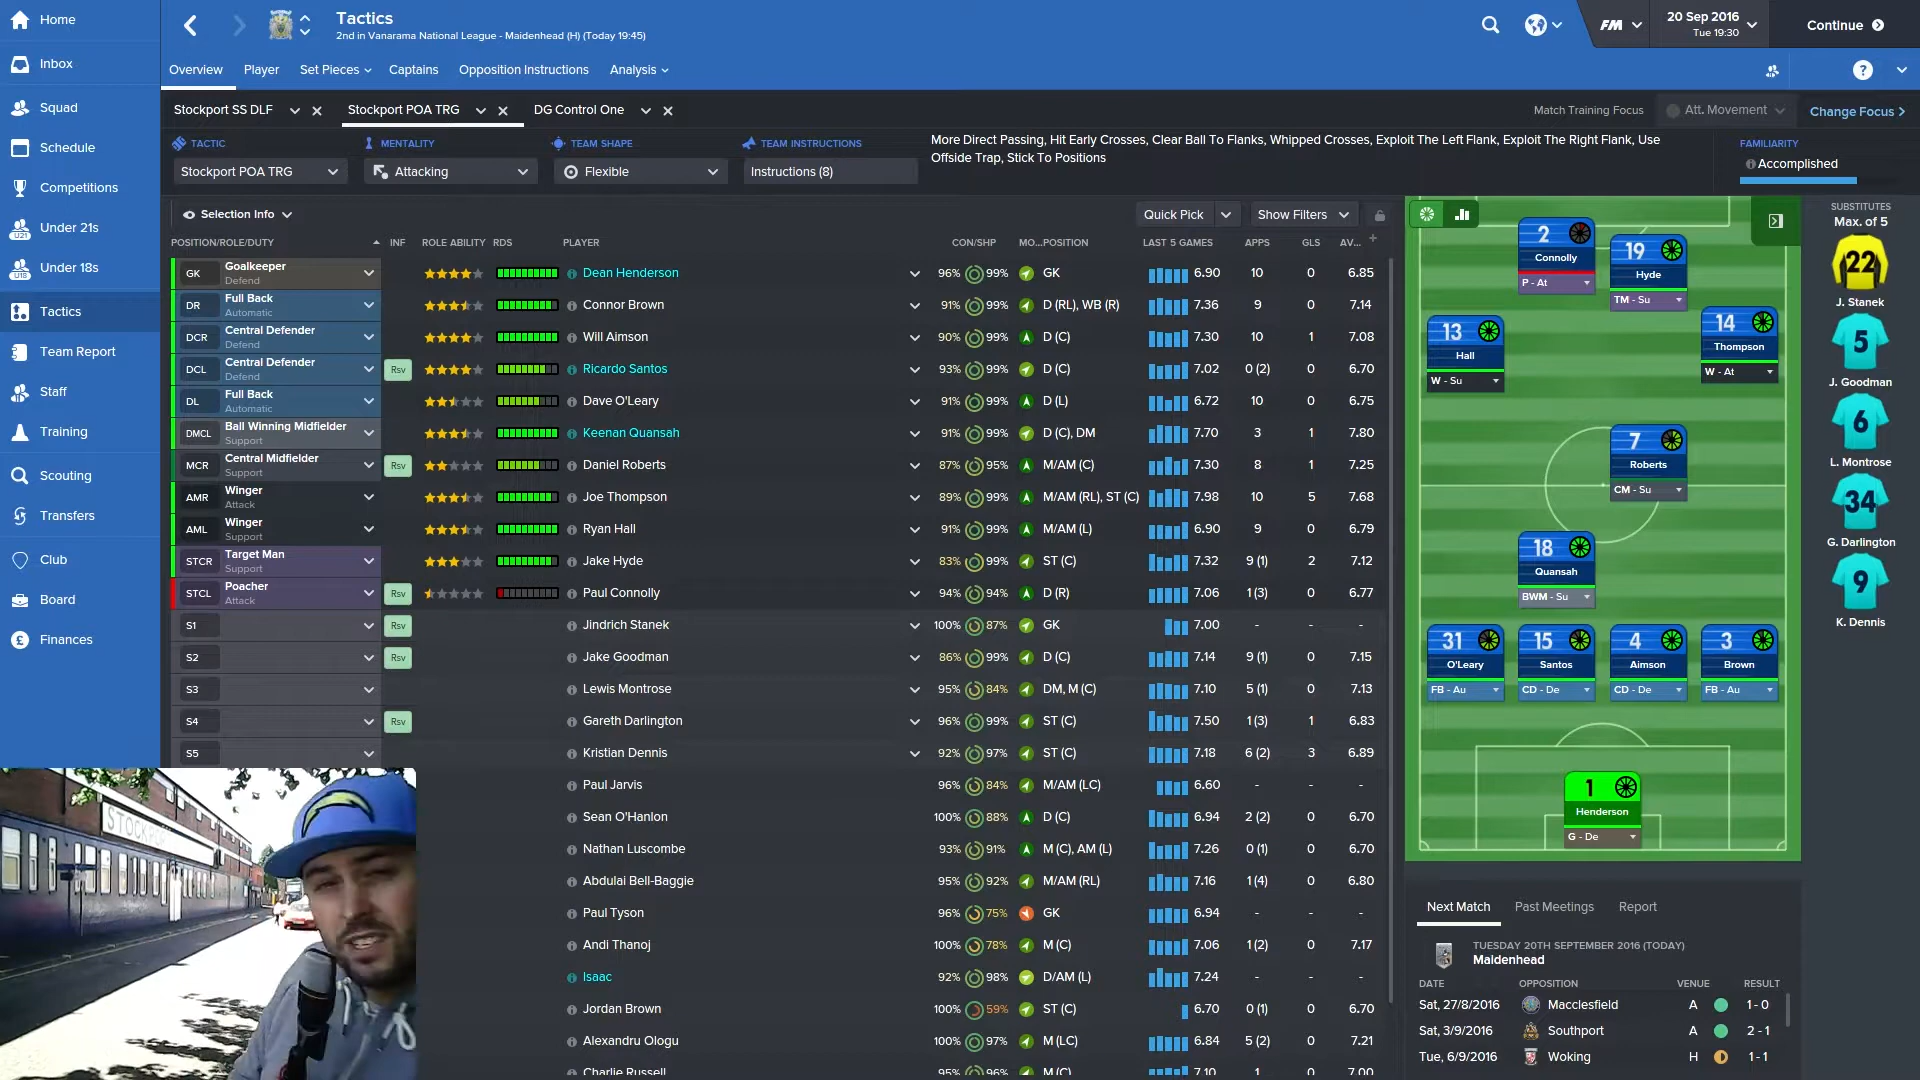 Home
Inbox
Squad
Schedule
Competitions
Under 21s
Under 18s
Tactics
Team Report
Staff
Training
Scouting
Transfers
Club
Board
Finances
Tactics
2nd in Vanarama National League - Maidenhead (H) (Today 19:45)
FM
20 Sep 2016
Tue 19:30
Continue
Overview Player Set Pieces Captains Opposition Instructions Analysis
?
Stockport SS DLF Stockport POA TRG DG Control One
Match Training Focus Att. Movement Change Focus >
TACTIC MENTALITY TEAM SHAPE TEAM INSTRUCTIONS
Stockport POA TRG Attacking Flexible Instructions (8)
More Direct Passing, Hit Early Crosses, Clear Ball To Flanks, Whipped Crosses, Exploit The Left Flank, Exploit The Right Flank, Use
Offside Trap, Stick To Positions
FAMILIARITY
Accomplished
Selection Info Quick Pick Show Filters
POSITION/ROLE/DUTY INF ROLE ABILITY RDS PLAYER CON/SHP MO...POSITION LAST 5 GAMES APPS GLS AV...
GK Goalkeeper Defend Dean Henderson 96% 99% GK 6.90 10 0 6.85
DR Full Back Automatic Connor Brown 91% 99% D (RL), WB (R) 7.36 9 0 7.14
DCR Central Defender Defend Will Aimson 90% 99% D (C) 7.30 10 1 7.08
DCL Central Defender Defend Rsv Ricardo Santos 93% 99% D (C) 7.02 0 (2) 0 6.70
DL Full Back Automatic Dave O'Leary 91% 99% D (L) 6.72 10 0 6.75
DMCL Ball Winning Midfielder Support Keenan Quansah 91% 99% D (C), DM 7.70 3 1 7.80
MCR Central Midfielder Support Rsv Daniel Roberts 87% 95% M/AM (C) 7.30 8 1 7.25
AMR Winger Attack Joe Thompson 89% 99% M/AM (RL), ST (C) 7.98 10 5 7.68
AML Winger Support Ryan Hall 91% 99% M/AM (L) 6.90 9 0 6.79
STCR Target Man Support Jake Hyde 83% 99% ST (C) 7.32 9 (1) 2 7.12
STCL Poacher Attack Rsv Paul Connolly 94% 94% D (R) 7.06 1 (3) 0 6.77
S1 Rsv Jindrich Stanek 100% 87% GK 7.00 - - -
S2 Rsv Jake Goodman 86% 99% D (C) 7.14 9 (1) 0 7.15
S3 Lewis Montrose 95% 84% DM, M (C) 7.10 5 (1) 0 7.13
S4 Rsv Gareth Darlington 96% 99% ST (C) 7.50 1 (3) 1 6.83
S5 Kristian Dennis 92% 97% ST (C) 7.18 6 (2) 3 6.89
Paul Jarvis 96% 84% M/AM (LC) 6.60 - - -
Sean O'Hanlon 100% 88% D (C) 6.94 2 (2) 0 6.70
Nathan Luscombe 93% 91% M (C), AM (L) 7.26 0 (1) 0 6.70
Abdulai Bell-Baggie 95% 92% M/AM (RL) 7.16 1 (4) 0 6.80
Paul Tyson 96% 75% GK 6.94 - - -
Andi Thanoj 100% 78% M (C) 7.06 1 (2) 0 7.17
Isaac 92% 98% D/AM (L) 7.24 - - -
Jordan Brown 100% 59% ST (C) 6.70 0 (1) 0 6.70
Alexandru Ologu 100% 97% M (LC) 6.84 5 (2) 0 7.21
Charlie Russell 95% 96% M (C) 7.10 1 0 7.00
2
Connolly
P - At
19
Hyde
TM - Su
13
Hall
W - Su
14
Thompson
W - At
7
Roberts
CM - Su
18
Quansah
BWM - Su
31 15 4 3
O'Leary Santos Aimson Brown
FB - Au CD - De CD - De FB - Au
1
Henderson
G - De
SUBSTITUTES
Max. of 5
22
J. Stanek
5
J. Goodman
6
L. Montrose
34
G. Darlington
9
K. Dennis
Next Match Past Meetings Report
TUESDAY 20TH SEPTEMBER 2016 (TODAY)
Maidenhead
DATE OPPOSITION VENUE RESULT
Sat, 27/8/2016 Macclesfield A 1 - 0
Sat, 3/9/2016 Southport A 2 - 1
Tue, 6/9/2016 Woking H 1 - 1
STOCKPORT